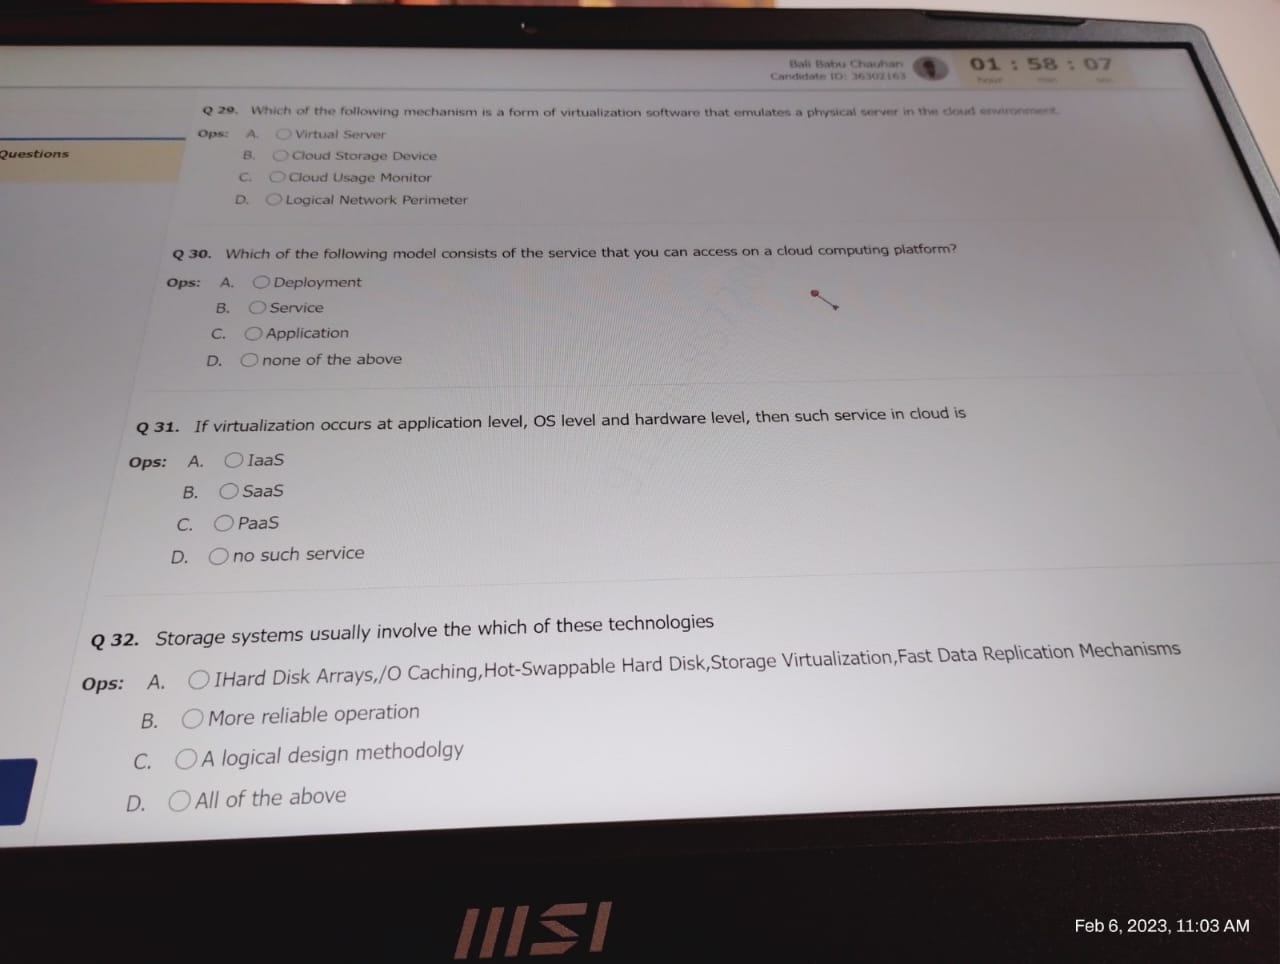 Bali Babu Chauhan
Candidate ID: 36302163
01 : 58 : 07
hour min sec
Questions
Q 29. Which of the following mechanism is a form of virtualization software that emulates a physical server in the cloud environment.
Ops: A. Virtual Server
B. Cloud Storage Device
C. Cloud Usage Monitor
D. Logical Network Perimeter
Q 30. Which of the following model consists of the service that you can access on a cloud computing platform?
Ops: A. Deployment
B. Service
C. Application
D. none of the above
Q 31. If virtualization occurs at application level, OS level and hardware level, then such service in cloud is
Ops: A. IaaS
B. SaaS
C. PaaS
D. no such service
Q 32. Storage systems usually involve the which of these technologies
Ops: A. IHard Disk Arrays,/O Caching,Hot-Swappable Hard Disk,Storage Virtualization,Fast Data Replication Mechanisms
B. More reliable operation
C. A logical design methodolgy
D. All of the above
msi
Feb 6, 2023, 11:03 AM